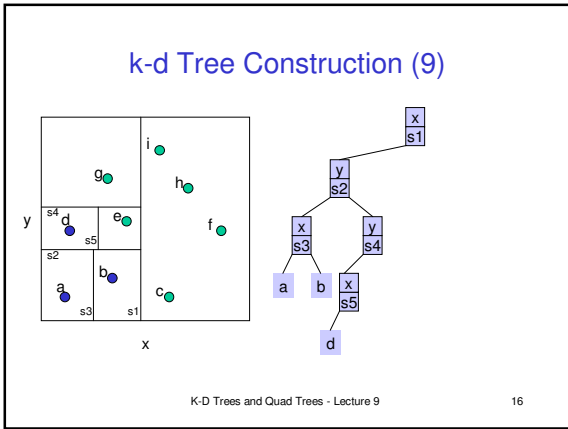 k-d Tree Construction (9)
x
s1
y
s2
x
s3
y
s4
a
b
x
s5
d
i
g
h
s4
d
e
f
y
s5
s2
a
b
c
s3
s1
x
K-D Trees and Quad Trees - Lecture 9
16